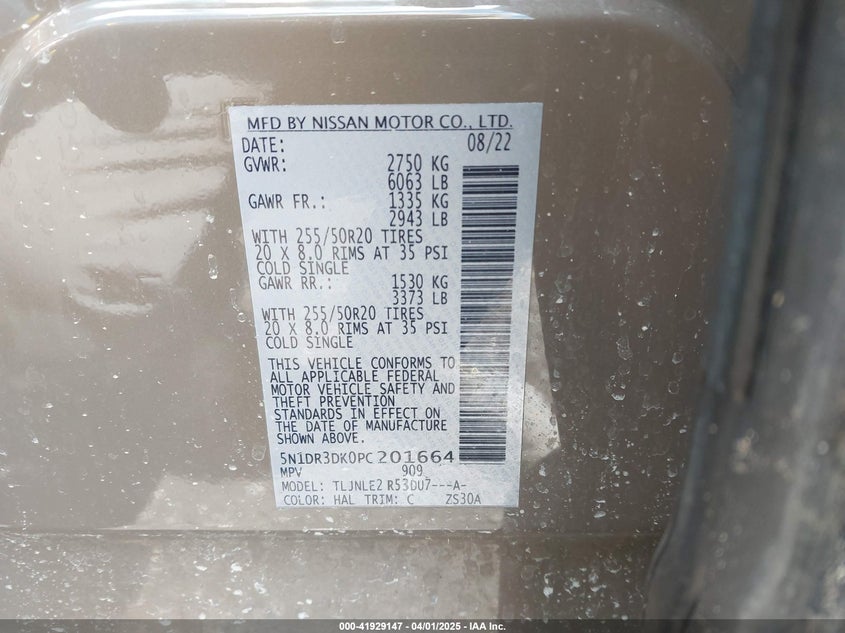 MFD BY NISSAN MOTOR CO., LTD.
DATE: 08/22
GVWR: 2750 KG
6063 LB
GAWR FR.: 1335 KG
2943 LB
WITH 255/50R20 TIRES
20 X 8.0 RIMS AT 35 PSI
COLD SINGLE
GAWR RR.: 1530 KG
3373 LB
WITH 255/50R20 TIRES
20 X 8.0 RIMS AT 35 PSI
COLD SINGLE
THIS VEHICLE CONFORMS TO
ALL APPLICABLE FEDERAL
MOTOR VEHICLE SAFETY AND
THEFT PREVENTION
STANDARDS IN EFFECT ON
THE DATE OF MANUFACTURE
SHOWN ABOVE.
5N1DR3DK0PC201664
MPV 909
MODEL: TLJNLE2 R53DU7---A-
COLOR: HAL TRIM: C ZS30A
000-41929147 - 04/01/2025 - IAA Inc.